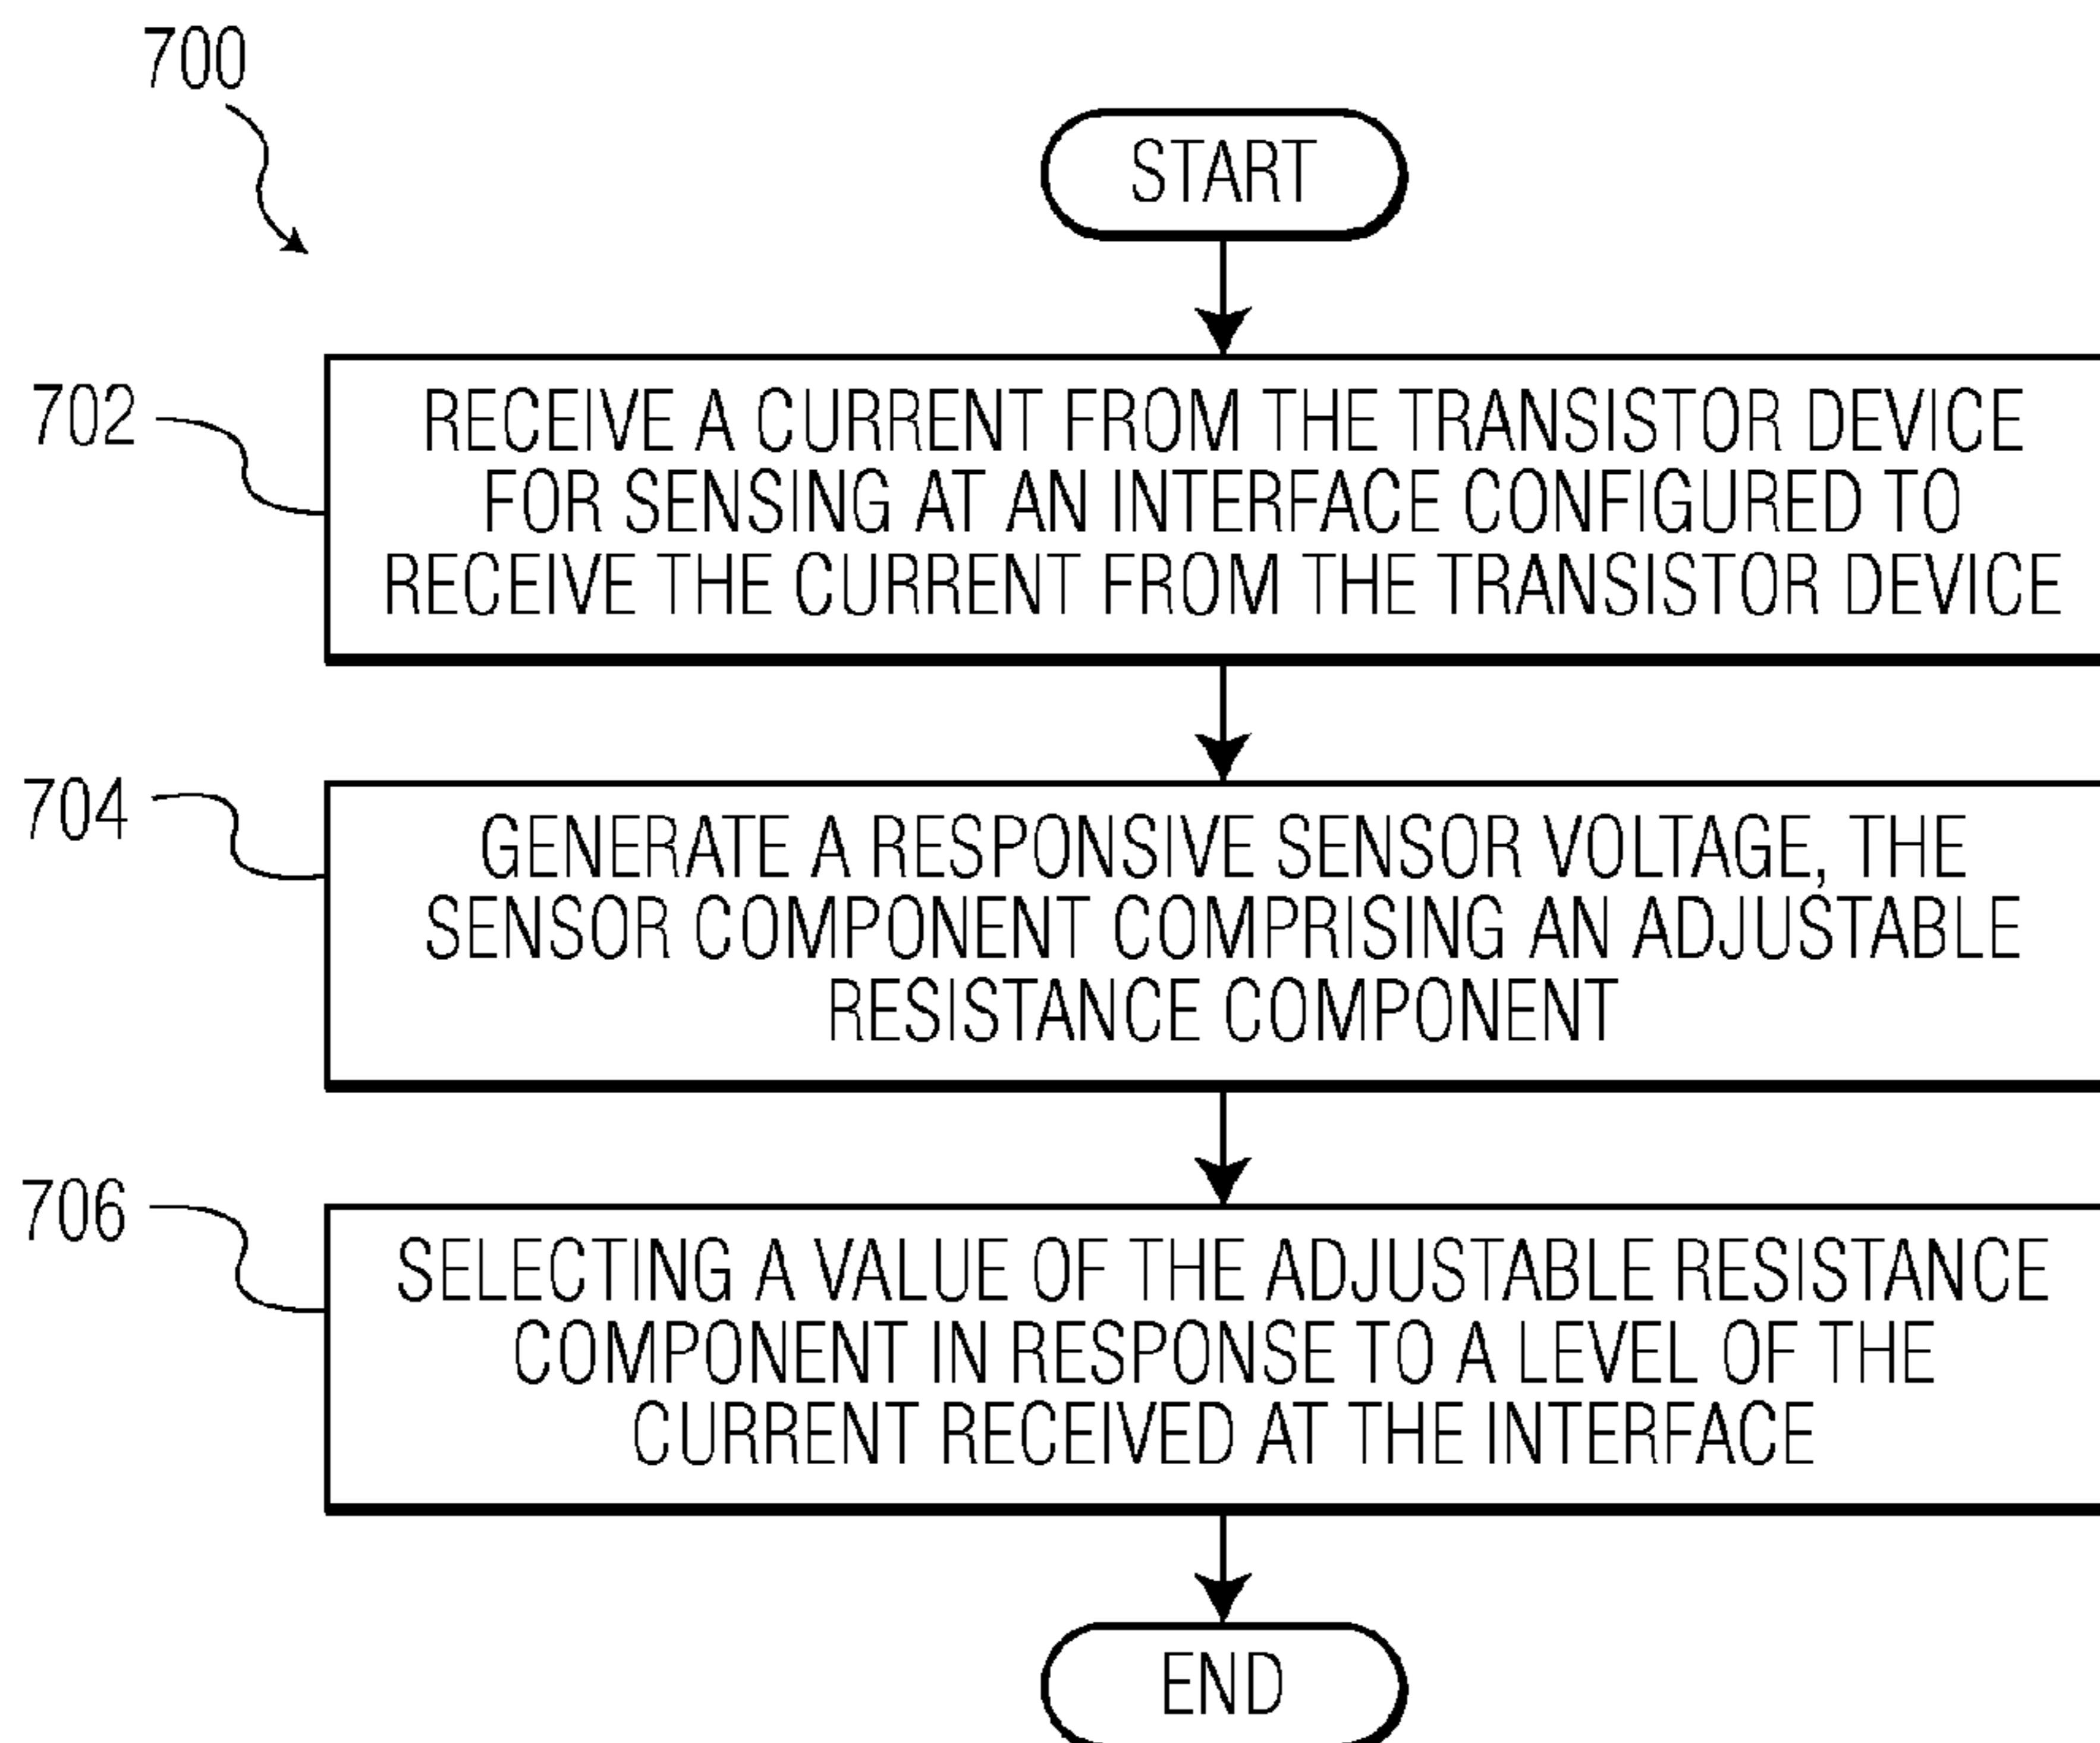 700
START
702
RECEIVE A CURRENT FROM THE TRANSISTOR DEVICE
FOR SENSING AT AN INTERFACE CONFIGURED TO
RECEIVE THE CURRENT FROM THE TRANSISTOR DEVICE
704
GENERATE A RESPONSIVE SENSOR VOLTAGE, THE
SENSOR COMPONENT COMPRISING AN ADJUSTABLE
RESISTANCE COMPONENT
706
SELECTING A VALUE OF THE ADJUSTABLE RESISTANCE
COMPONENT IN RESPONSE TO A LEVEL OF THE
CURRENT RECEIVED AT THE INTERFACE
END